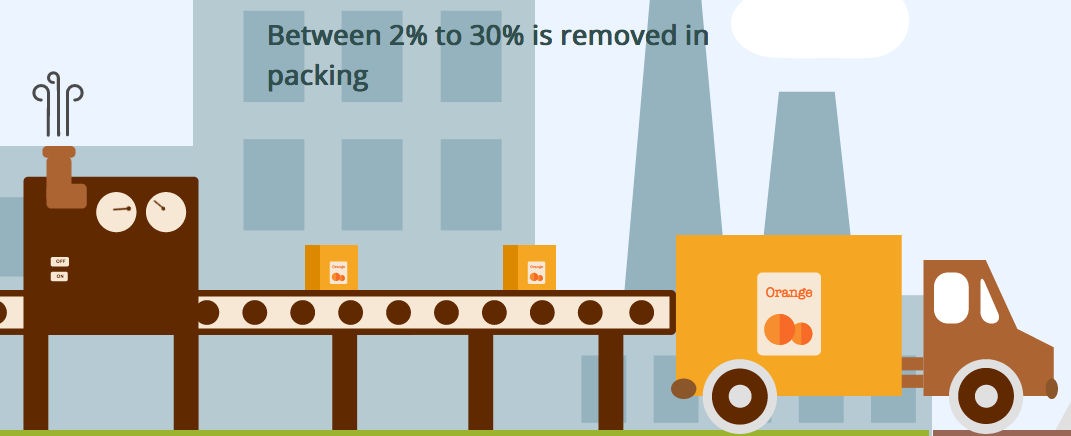 Between 2% to 30% is removed in
packing
OFF
ON
Orange
Orange
Orange